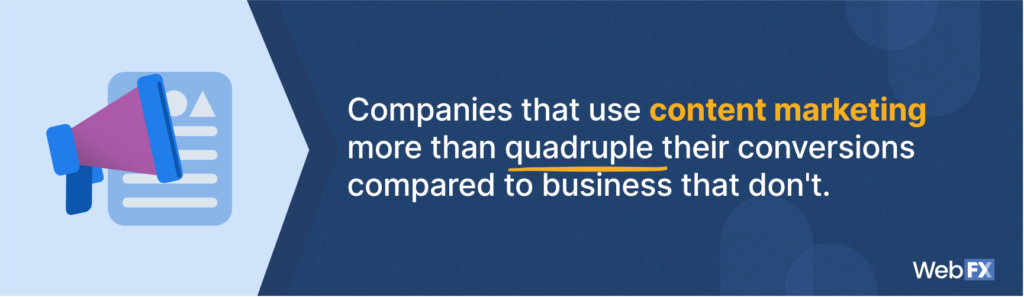 Companies that use content marketing
more than quadruple their conversions
compared to business that don't.
WebFX